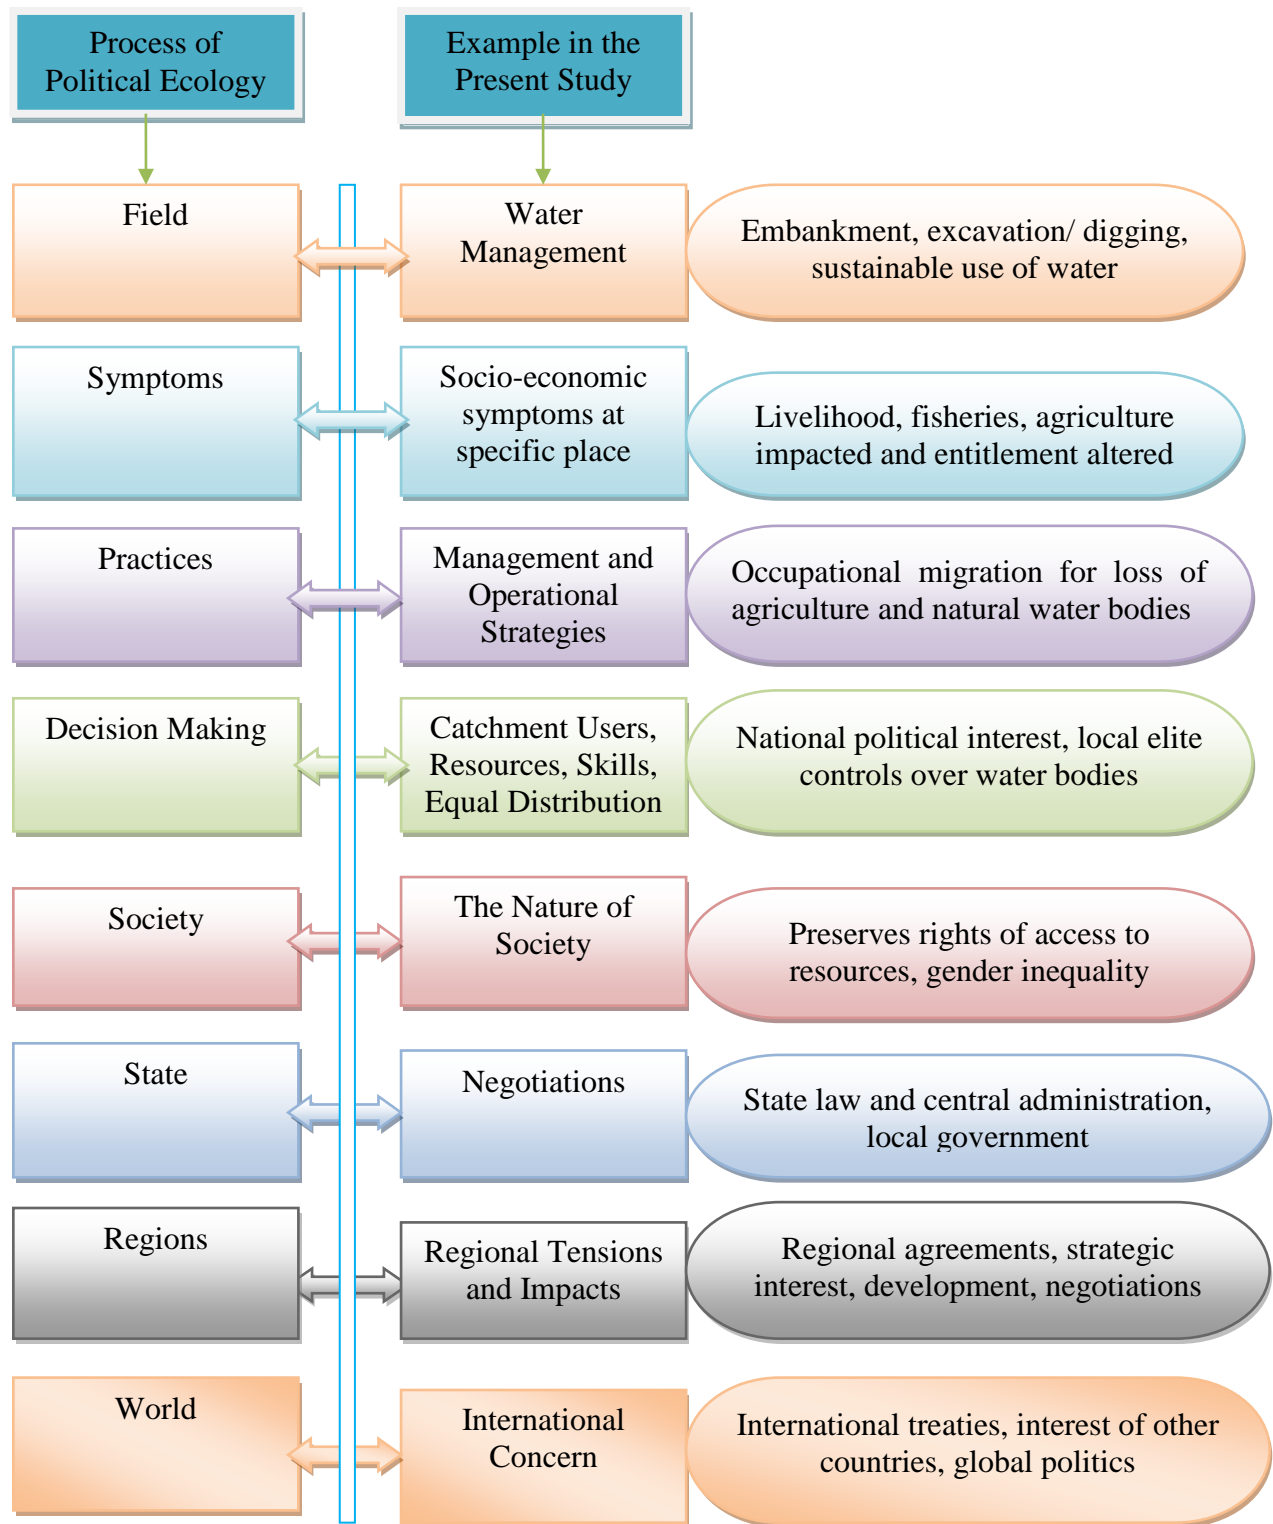 Process of
Political Ecology
Example in the
Present Study
Field
Water
Management
Embankment, excavation/ digging,
sustainable use of water
Symptoms
Socio-economic
symptoms at
specific place
Livelihood, fisheries, agriculture
impacted and entitlement altered
Practices
Management and
Operational
Strategies
Occupational migration for loss of
agriculture and natural water bodies
Decision Making
Catchment Users,
Resources, Skills,
Equal Distribution
National political interest, local elite
controls over water bodies
Society
The Nature of
Society
Preserves rights of access to
resources, gender inequality
State
Negotiations
State law and central administration,
local government
Regions
Regional Tensions
and Impacts
Regional agreements, strategic
interest, development, negotiations
World
International
Concern
International treaties, interest of other
countries, global politics